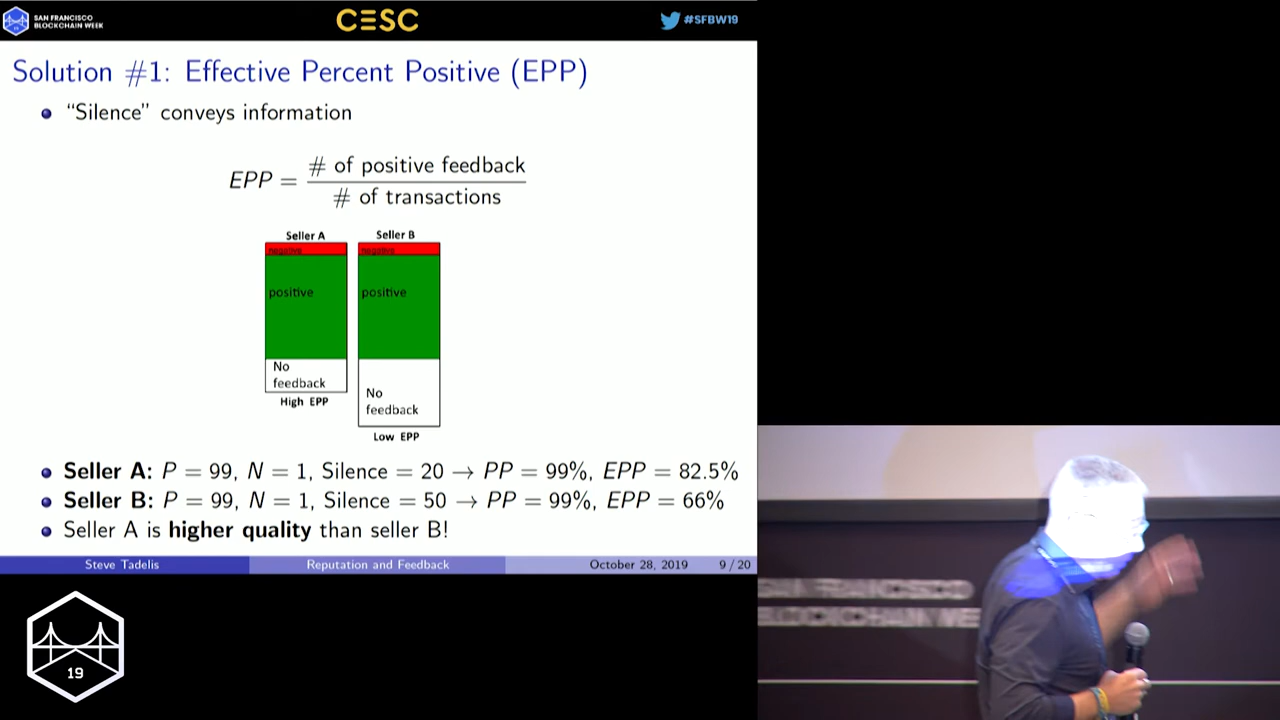 SAN FRANCISCO
BLOCKCHAIN WEEK
19
CESC
#SFBW19
Solution #1: Effective Percent Positive (EPP)
“Silence” conveys information
EPP = # of positive feedback / # of transactions
Seller A
Seller B
negative
negative
positive
positive
No
feedback
No
feedback
High EPP
Low EPP
Seller A: P = 99, N = 1, Silence = 20 → PP = 99%, EPP = 82.5%
Seller B: P = 99, N = 1, Silence = 50 → PP = 99%, EPP = 66%
Seller A is higher quality than seller B!
Steve Tadelis
Reputation and Feedback
October 28, 2019
9 / 20
19
SAN FRANCISCO
BLOCKCHAIN WE